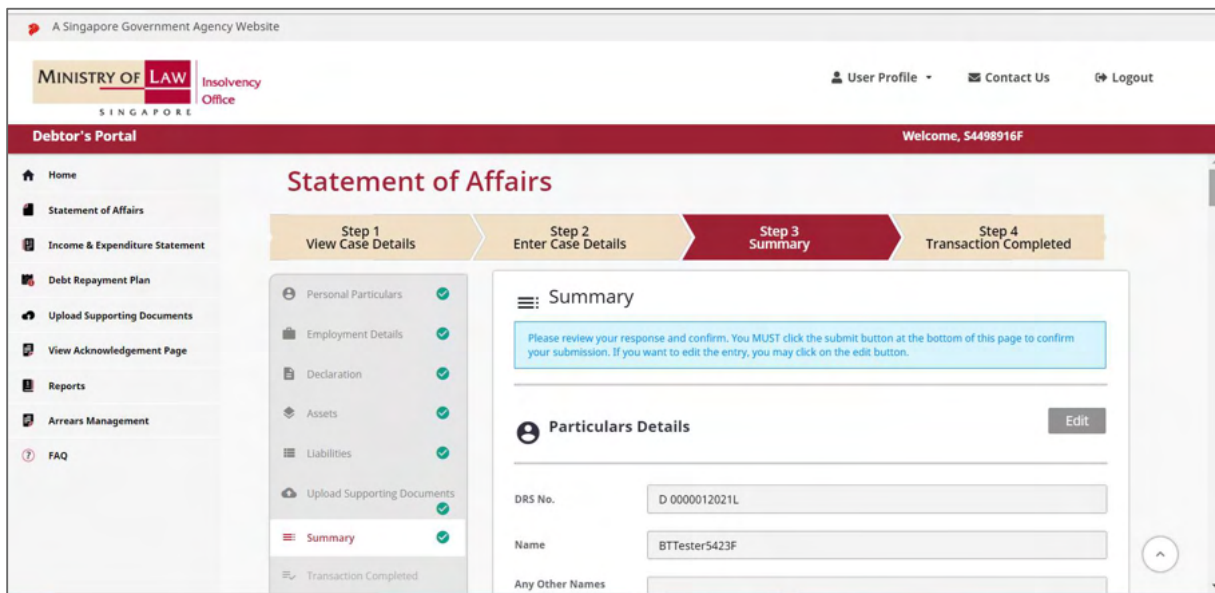 A Singapore Government Agency Website
MINISTRY OF LAW
SINGAPORE
Insolvency
Office
User Profile
Contact Us
Logout
Debtor's Portal
Welcome, S4498916F
Home
Statement of Affairs
Income & Expenditure Statement
Debt Repayment Plan
Upload Supporting Documents
View Acknowledgement Page
Reports
Arrears Management
FAQ
Statement of Affairs
Step 1
View Case Details
Step 2
Enter Case Details
Step 3
Summary
Step 4
Transaction Completed
Personal Particulars
Employment Details
Declaration
Assets
Liabilities
Upload Supporting Documents
Summary
Transaction Completed
Summary
Please review your response and confirm. You MUST click the submit button at the bottom of this page to confirm
your submission. If you want to edit the entry, you may click on the edit button.
Particulars Details
Edit
DRS No.
D 0000012021L
Name
BTTester5423F
Any Other Names